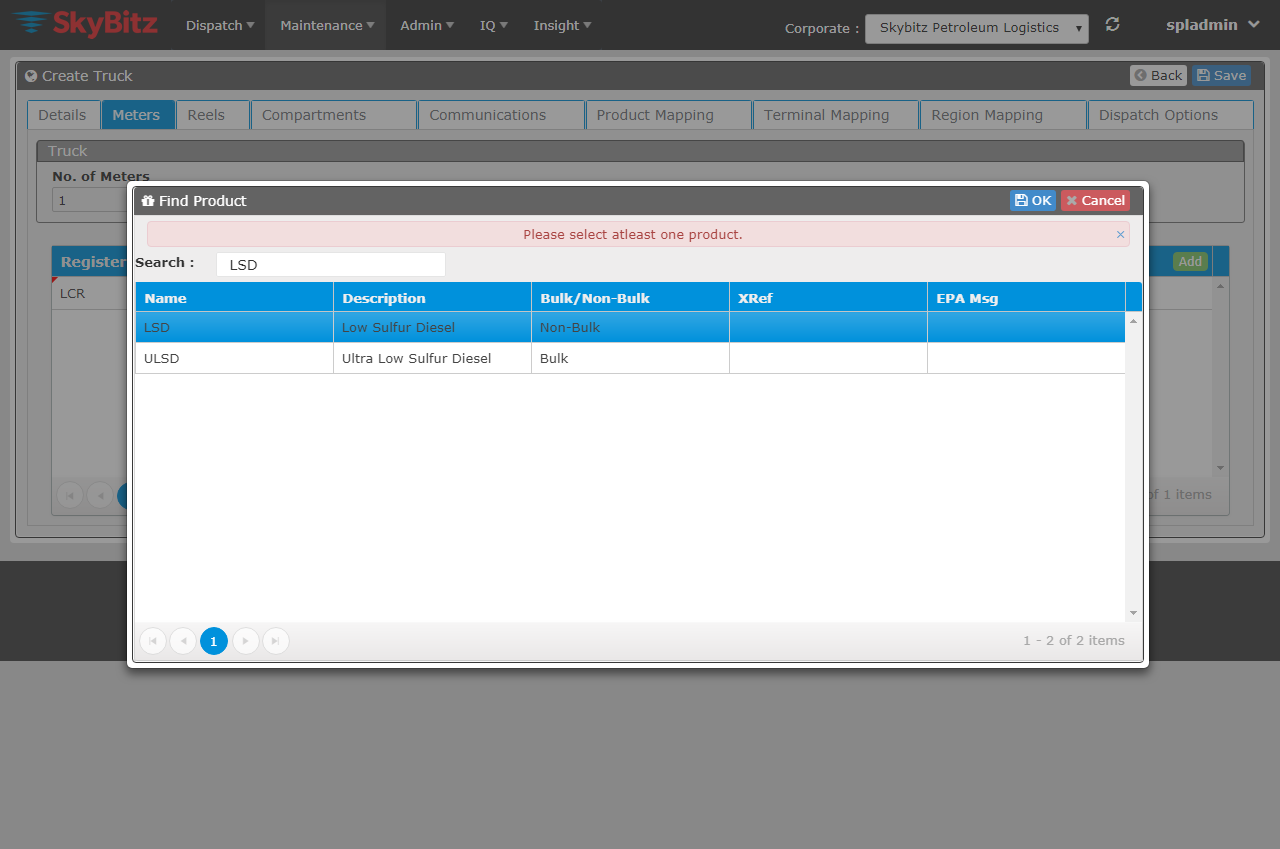 SkyBitz Dispatch Maintenance Admin IQ Insight Corporate : Skybitz Petroleum Logistics spladmin
Create Truck Back Save
Details Meters Reels Compartments Communications Product Mapping Terminal Mapping Region Mapping Dispatch Options
Truck
No. of Meters
1
Find Product OK Cancel
Please select atleast one product. ×
Search : LSD
Register Add
LCR
Name Description Bulk/Non-Bulk XRef EPA Msg
LSD Low Sulfur Diesel Non-Bulk
ULSD Ultra Low Sulfur Diesel Bulk
of 1 items
1 1 - 2 of 2 items